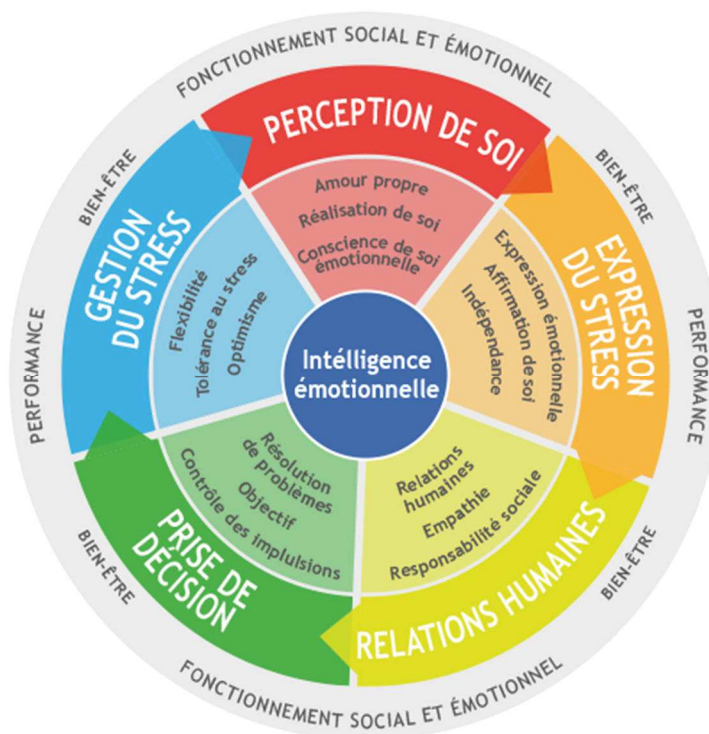 FONCTIONNEMENT SOCIAL ET ÉMOTIONNEL
BIEN-ÊTRE
BIEN-ÊTRE
PERFORMANCE
PERFORMANCE
PERCEPTION DE SOI
Amour propre
Réalisation de soi
Conscience de soi
émotionnelle
EXPRESSION
DU STRESS
Expression émotionnelle
Affirmation de soi
Indépendance
GESTION
DU STRESS
Flexibilité
Tolérance au stress
Optimisme
Intélligence
émotionnelle
RELATIONS HUMAINES
Relations
humaines
Empathie
Responsabilité sociale
PRISE DE
DÉCISION
Résolution
de problèmes
Objectif
Contrôle des implulsions
BIEN-ÊTRE
BIEN-ÊTRE
FONCTIONNEMENT SOCIAL ET ÉMOTIONNEL